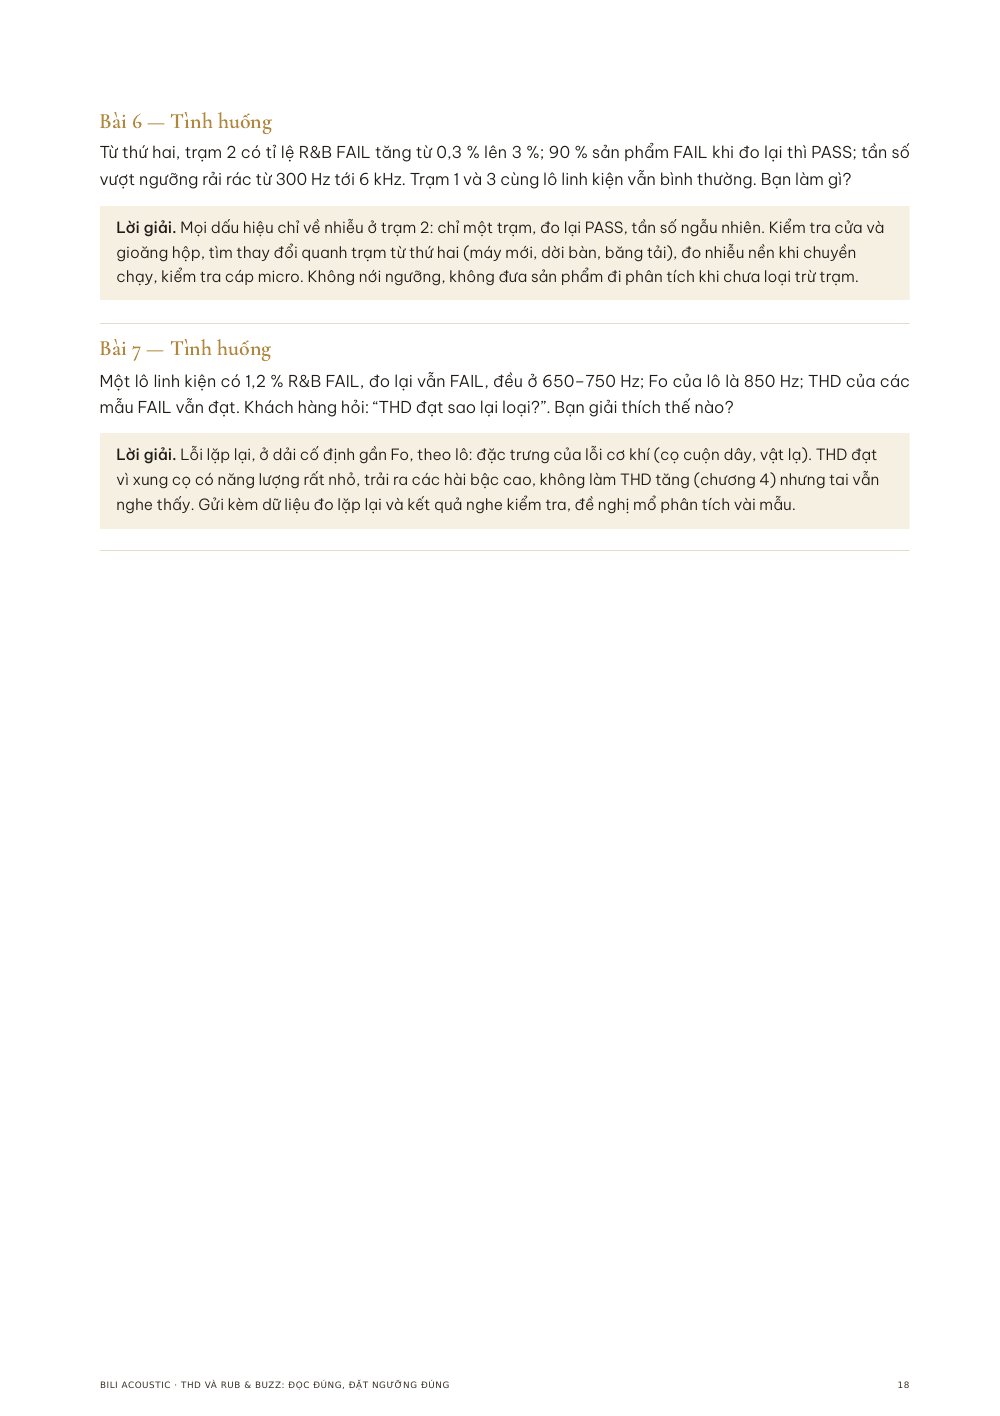 Bài 6 — Tình huống
Từ thứ hai, trạm 2 có tỉ lệ R&B FAIL tăng từ 0,3 % lên 3 %; 90 % sản phẩm FAIL khi đo lại thì PASS; tần số
vượt ngưỡng rải rác từ 300 Hz tới 6 kHz. Trạm 1 và 3 cùng lô linh kiện vẫn bình thường. Bạn làm gì?
Lời giải. Mọi dấu hiệu chỉ về nhiễu ở trạm 2: chỉ một trạm, đo lại PASS, tần số ngẫu nhiên. Kiểm tra cửa và
gioăng hộp, tìm thay đổi quanh trạm từ thứ hai (máy mới, dời bàn, băng tải), đo nhiễu nền khi chuyền
chạy, kiểm tra cáp micro. Không nới ngưỡng, không đưa sản phẩm đi phân tích khi chưa loại trừ trạm.
Bài 7 — Tình huống
Một lô linh kiện có 1,2 % R&B FAIL, đo lại vẫn FAIL, đều ở 650–750 Hz; Fo của lô là 850 Hz; THD của các
mẫu FAIL vẫn đạt. Khách hàng hỏi: “THD đạt sao lại loại?”. Bạn giải thích thế nào?
Lời giải. Lỗi lặp lại, ở dải cố định gần Fo, theo lô: đặc trưng của lỗi cơ khí (cọ cuộn dây, vật lạ). THD đạt
vì xung cọ có năng lượng rất nhỏ, trải ra các hài bậc cao, không làm THD tăng (chương 4) nhưng tai vẫn
nghe thấy. Gửi kèm dữ liệu đo lặp lại và kết quả nghe kiểm tra, đề nghị mổ phân tích vài mẫu.
BILI ACOUSTIC · THD VÀ RUB & BUZZ: ĐỌC ĐÚNG, ĐẶT NGƯỠNG ĐÚNG
18